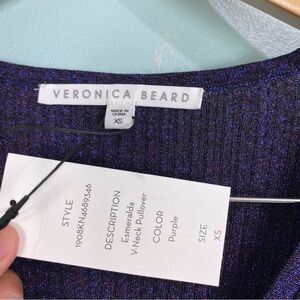 VERONICA BEARD
MADE IN
CHINA
XS
STYLE
1908KN4689346
DESCRIPTION
Esmeralda
V-Neck Pullover
COLOR
Purple
SIZE
XS